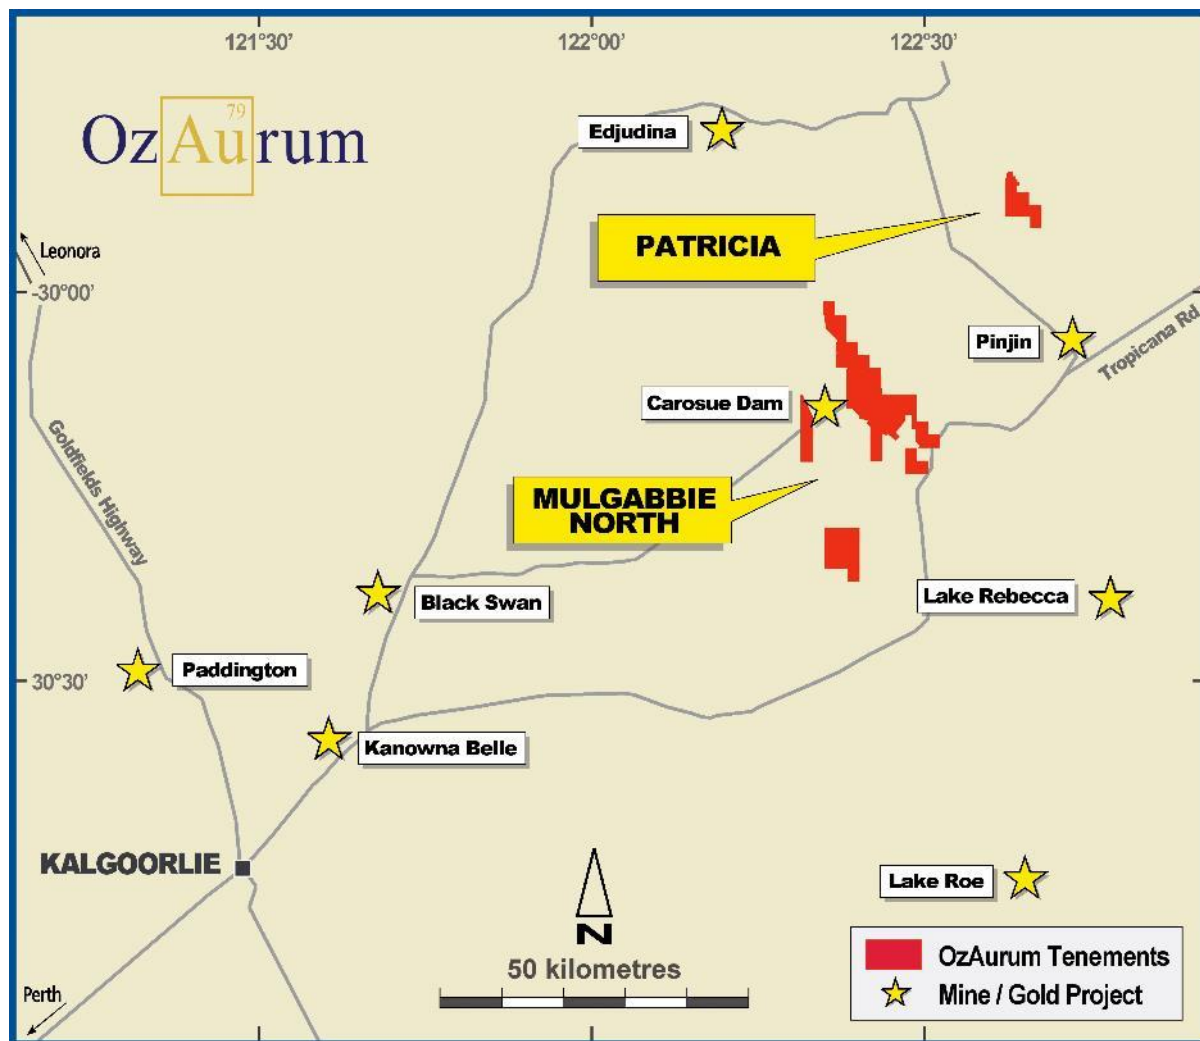 121°30' 122°00' 122°30'
79
OzAurum
Edjudina
PATRICIA
Leonora
-30°00'
Pinjin
Tropicana Rd
Carosue Dam
Goldfields Highway
MULGABBIE
NORTH
Black Swan
Lake Rebecca
Paddington
30°30'
Kanowna Belle
KALGOORLIE
Lake Roe
N
50 kilometres
OzAurum Tenements
Mine / Gold Project
Perth